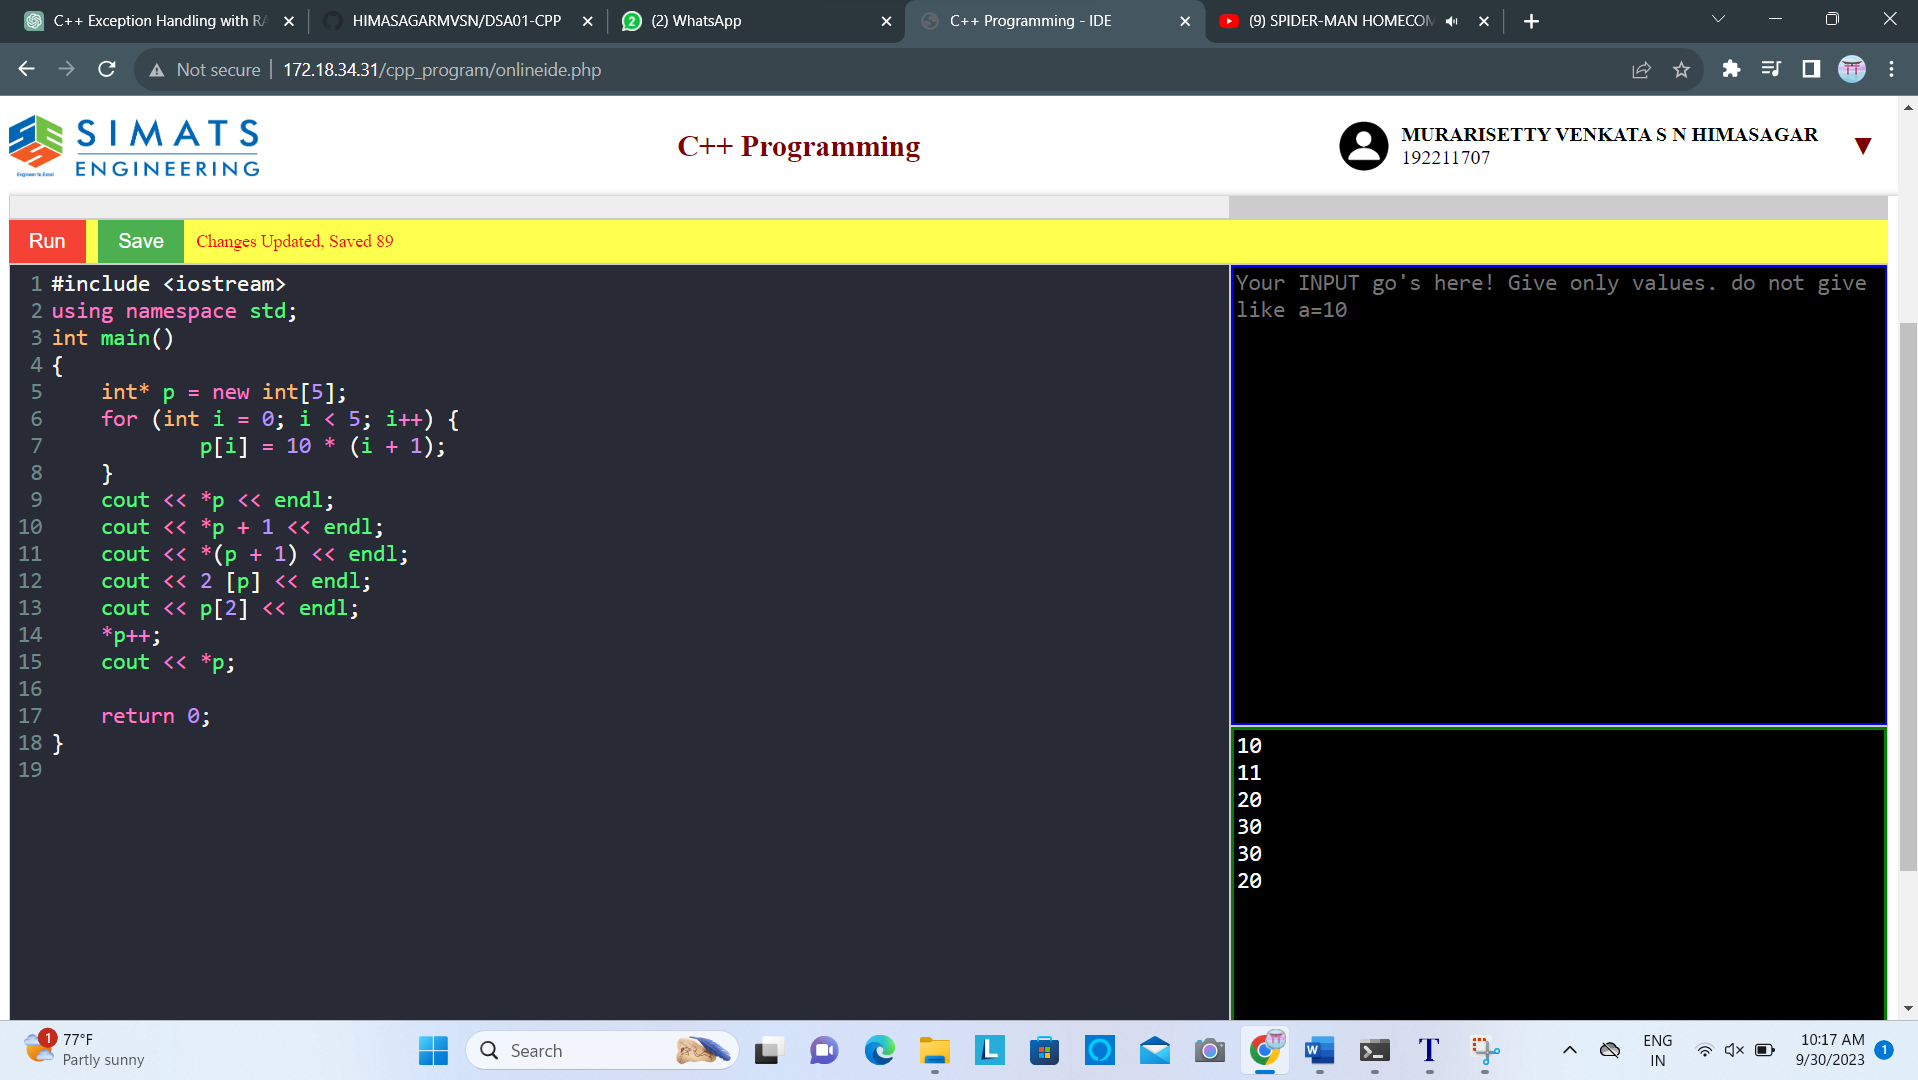 C++ Exception Handling with RA
HIMASAGARMVSN/DSA01-CPP
2 (2) WhatsApp
C++ Programming - IDE
(9) SPIDER-MAN HOMECOM
Not secure 172.18.34.31/cpp_program/onlineide.php
SIMATS
ENGINEERING
Engineer to Excel
C++ Programming
MURARISETTY VENKATA S N HIMASAGAR
192211707
Run Save Changes Updated, Saved 89
1 #include <iostream>
2 using namespace std;
3 int main()
4 {
5 int* p = new int[5];
6 for (int i = 0; i < 5; i++) {
7 p[i] = 10 * (i + 1);
8 }
9 cout << *p << endl;
10 cout << *p + 1 << endl;
11 cout << *(p + 1) << endl;
12 cout << 2 [p] << endl;
13 cout << p[2] << endl;
14 *p++;
15 cout << *p;
16
17 return 0;
18 }
19
Your INPUT go's here! Give only values. do not give
like a=10
10
11
20
30
30
20
1
77°F
Partly sunny
Search
L
W
T
ENG
IN
10:17 AM
9/30/2023
1